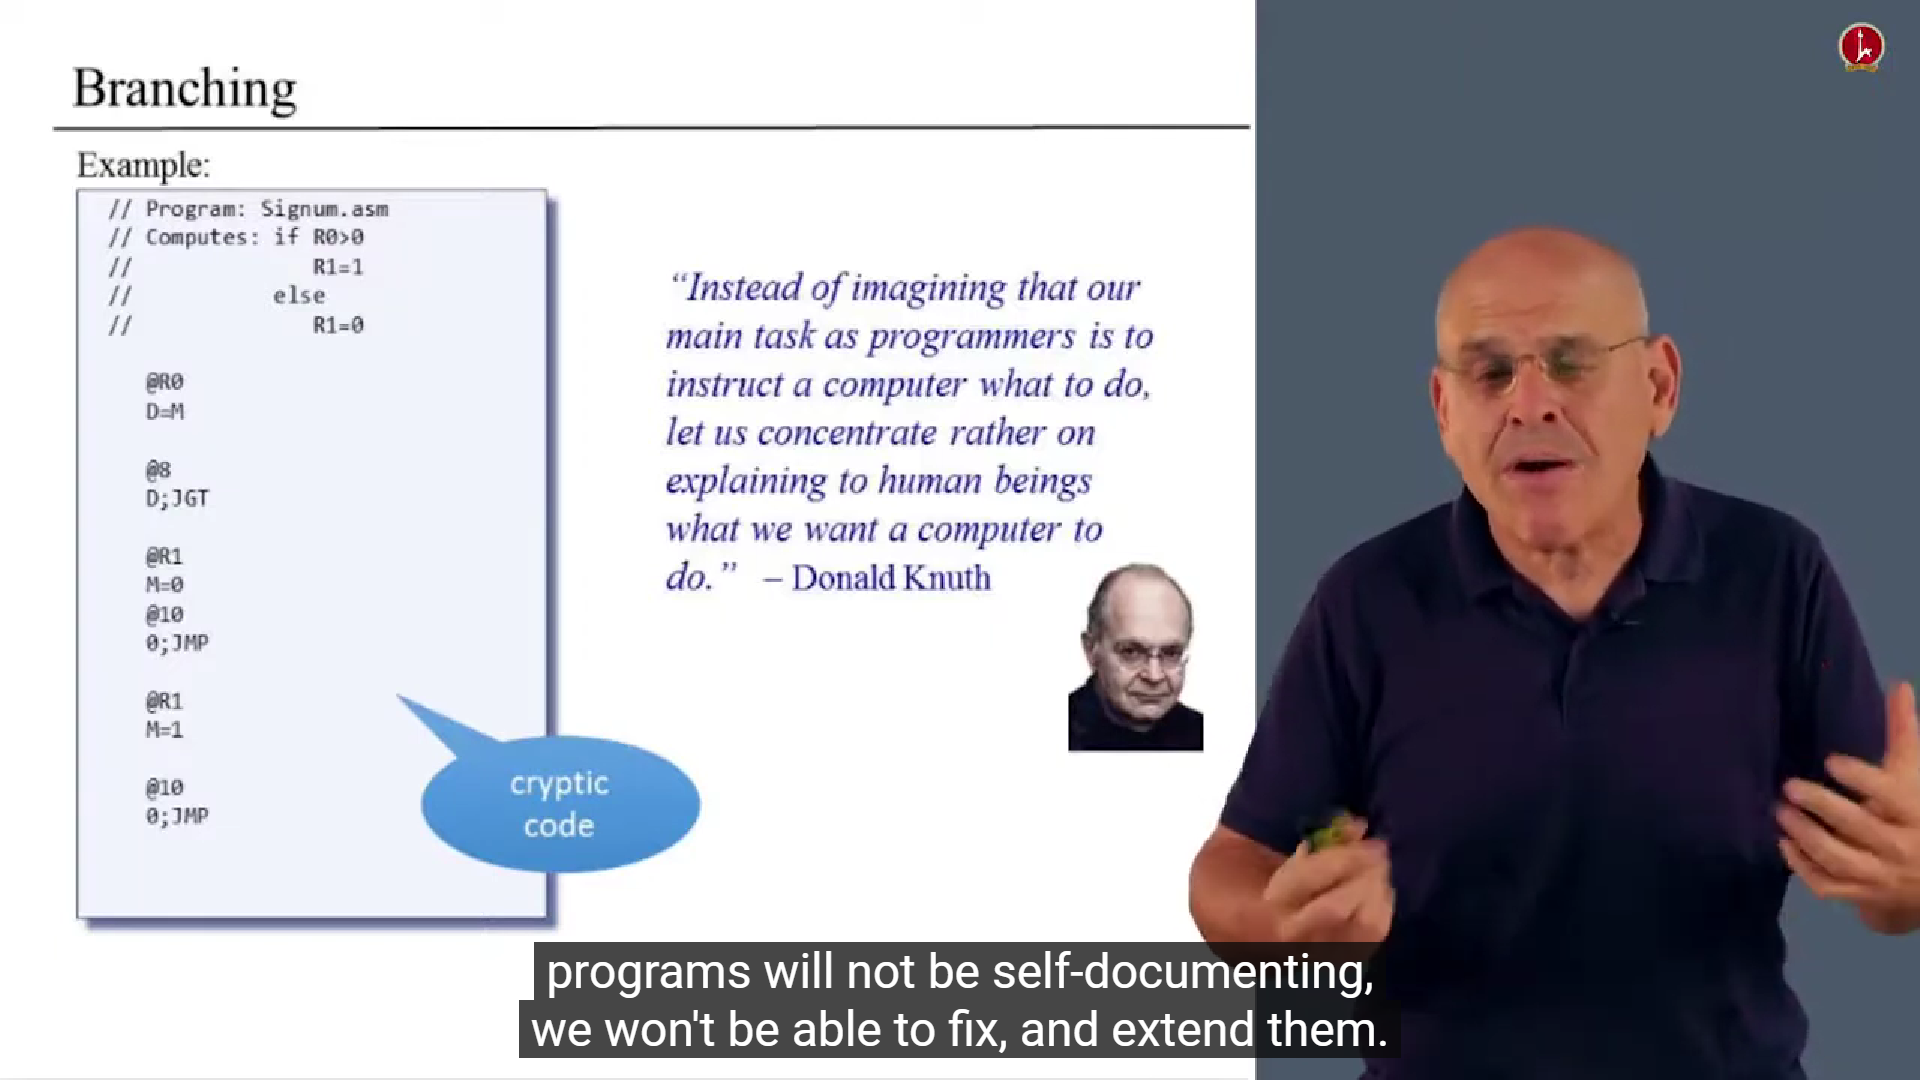 Branching
Example:
// Program: Signum.asm
// Computes: if R0>0
// R1=1
// else
// R1=0
@R0
D=M
@8
D;JGT
@R1
M=0
@10
0;JMP
@R1
M=1
@10
0;JMP
cryptic
code
“Instead of imagining that our
main task as programmers is to
instruct a computer what to do,
let us concentrate rather on
explaining to human beings
what we want a computer to
do.” – Donald Knuth
programs will not be self-documenting,
we won't be able to fix, and extend them.